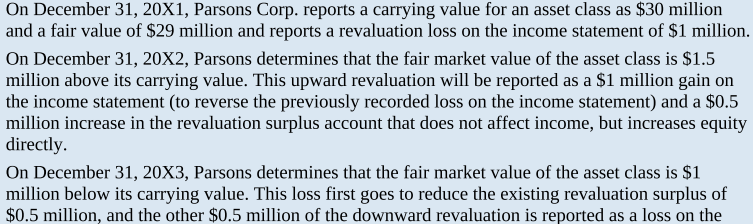 On December 31, 20X1, Parsons Corp. reports a carrying value for an asset class as $30 million
and a fair value of $29 million and reports a revaluation loss on the income statement of $1 million.
On December 31, 20X2, Parsons determines that the fair market value of the asset class is $1.5
million above its carrying value. This upward revaluation will be reported as a $1 million gain on
the income statement (to reverse the previously recorded loss on the income statement) and a $0.5
million increase in the revaluation surplus account that does not affect income, but increases equity
directly.
On December 31, 20X3, Parsons determines that the fair market value of the asset class is $1
million below its carrying value. This loss first goes to reduce the existing revaluation surplus of
$0.5 million, and the other $0.5 million of the downward revaluation is reported as a loss on the